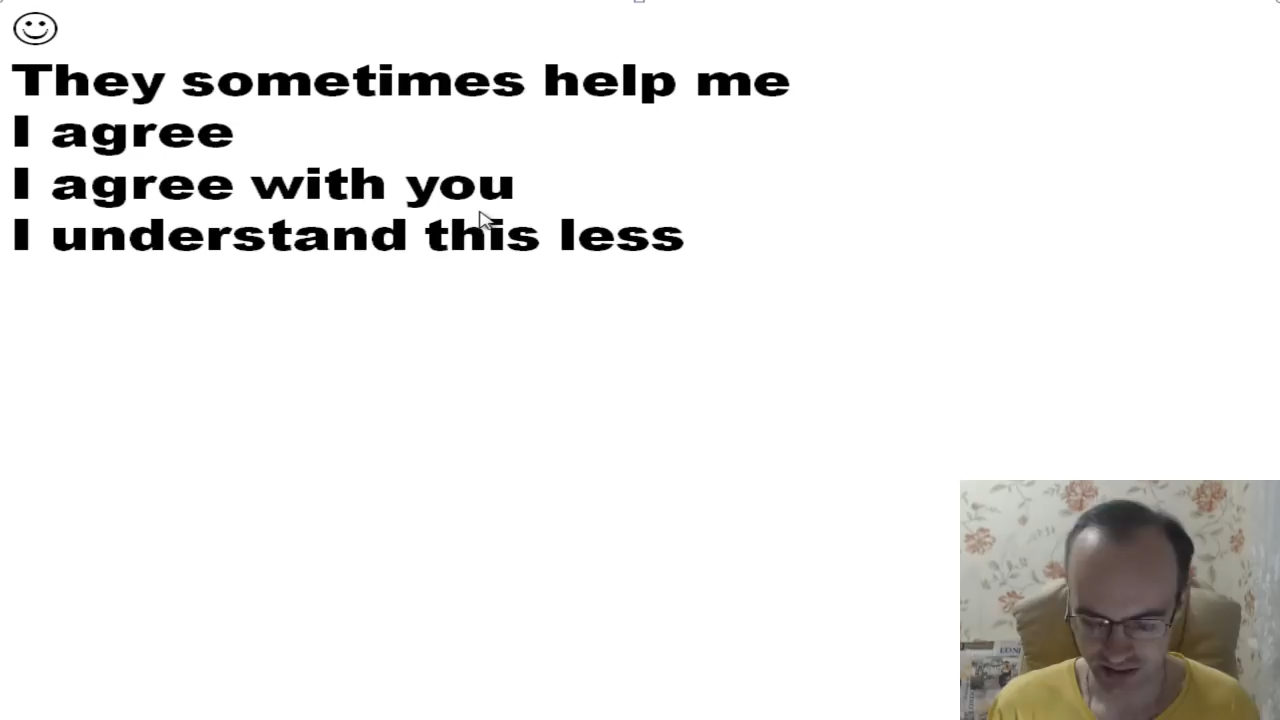 They sometimes help me
I agree
I agree with you
I understand this less